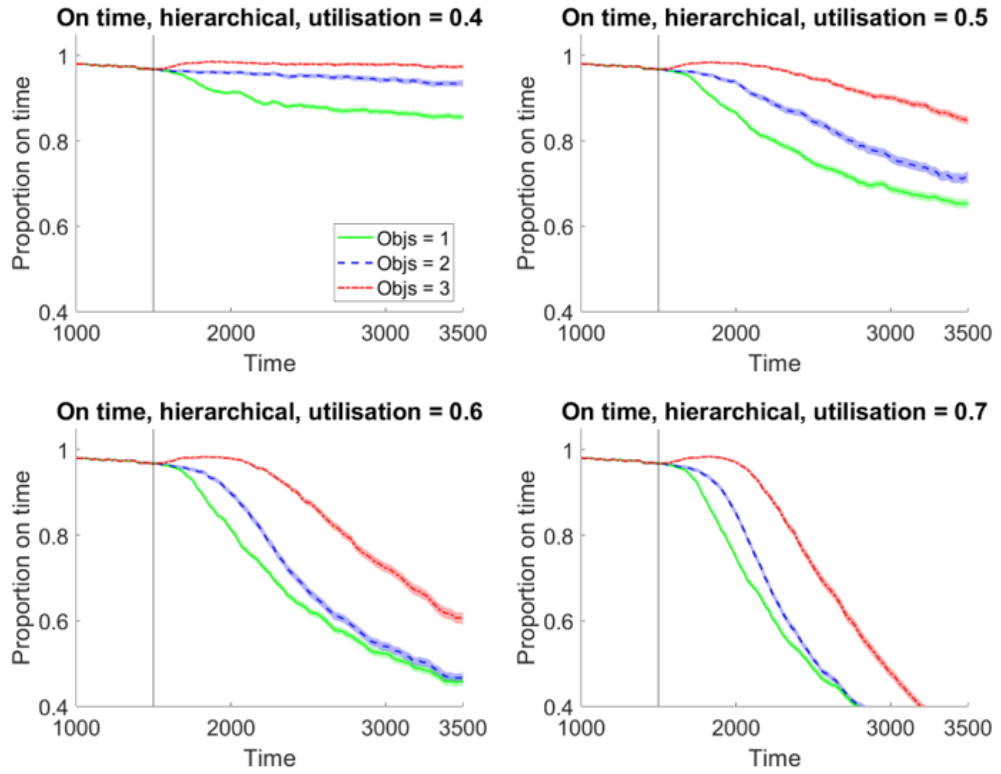 On time, hierarchical, utilisation = 0.4
1
0.8
0.6
0.4
Proportion on time
1000 2000 3000 3500
Time
Objs = 1
Objs = 2
Objs = 3
On time, hierarchical, utilisation = 0.5
1
0.8
0.6
0.4
Proportion on time
1000 2000 3000 3500
Time
On time, hierarchical, utilisation = 0.6
1
0.8
0.6
0.4
Proportion on time
1000 2000 3000 3500
Time
On time, hierarchical, utilisation = 0.7
1
0.8
0.6
0.4
Proportion on time
1000 2000 3000 3500
Time